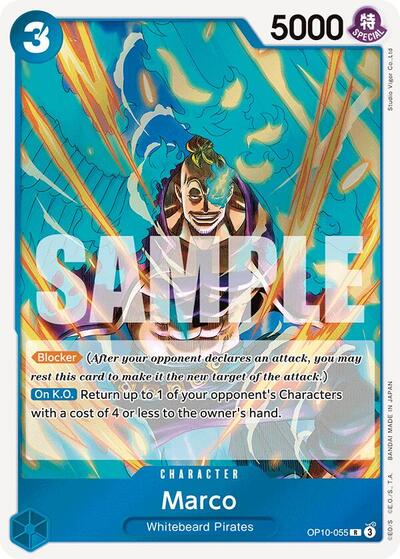 3
5000
特
SPECIAL
Studio Vigor Co.,Ltd
SAMPLE
Blocker (After your opponent declares an attack, you may
rest this card to make it the new target of the attack.)
On K.O. Return up to 1 of your opponent's Characters
with a cost of 4 or less to the owner's hand.
CHARACTER
Marco
Whitebeard Pirates
OP10-055 R 3
©E.O/S ©E.O./S., T.A. BANDAI MADE IN JAPAN